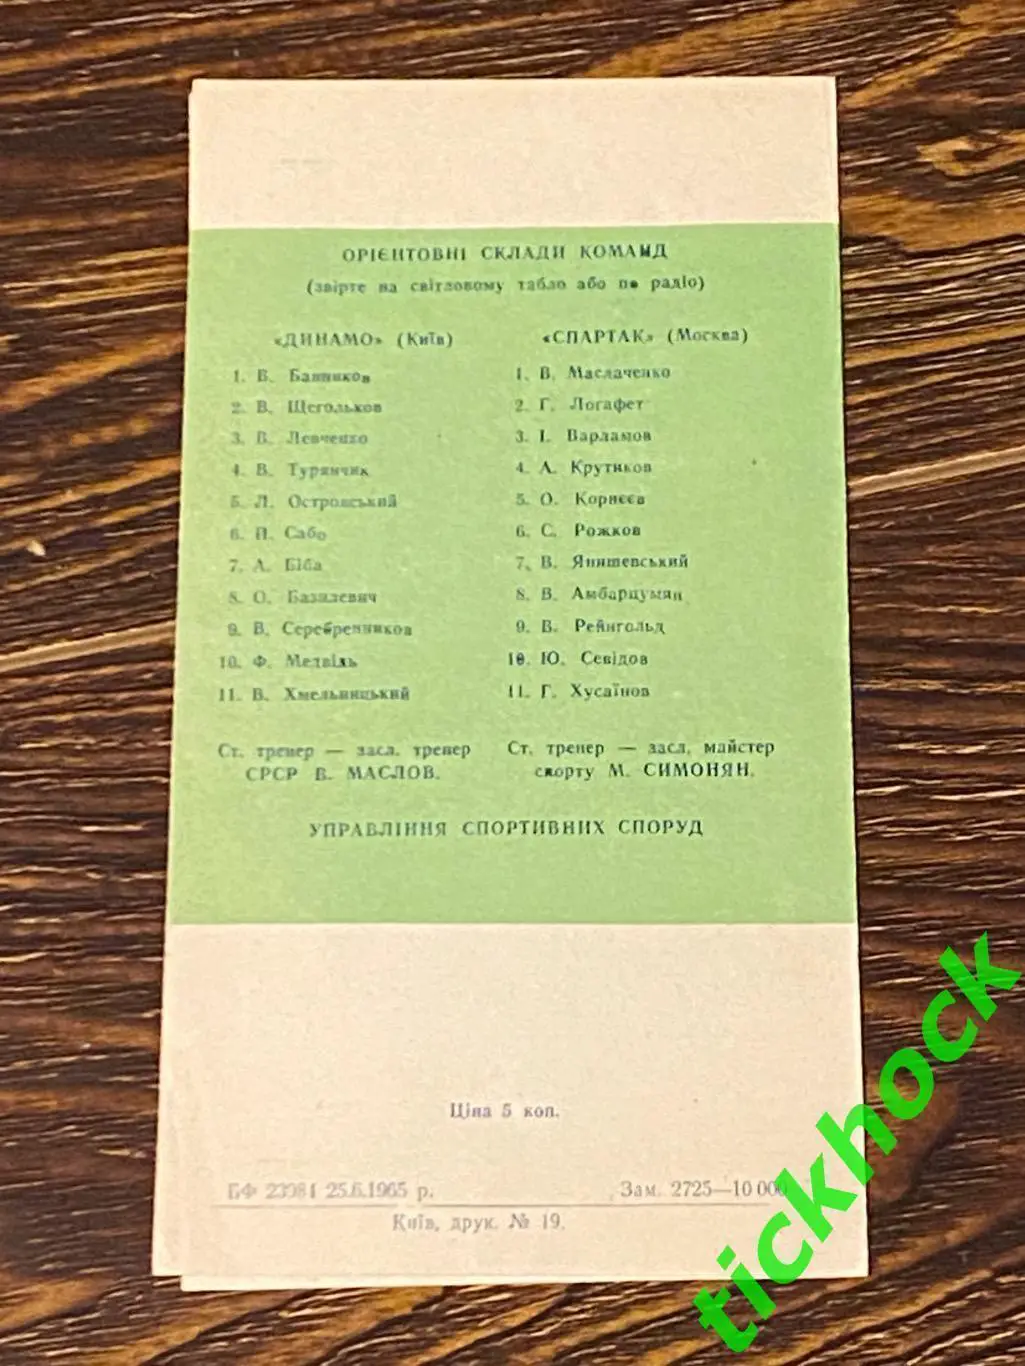 ОРІЄНТОВНІ СКЛАДИ КОМАНД
(звірте на світловому табло або по радіо)
«ДИНАМО» (Київ)
1. В. Банников
2. В. Щегольков
3. В. Левченко
4. В. Турянчик
5. Л. Островський
6. Й. Сабо
7. А. Біба
8. О. Базилевич
9. В. Серебренников
10. Ф. Медвідь
11. В. Хмельницький
Ст. тренер — засл. тренер
СРСР В. МАСЛОВ.
«СПАРТАК» (Москва)
1. В. Маслаченко
2. Г. Логафет
3. І. Варламов
4. А. Крутиков
5. О. Корнєєв
6. С. Рожков
7. В. Янишевський
8. В. Амбарцумян
9. В. Рейнгольд
10. Ю. Севідов
11. Г. Хусаїнов
Ст. тренер — засл. майстер
спорту М. СИМОНЯН.
УПРАВЛІННЯ СПОРТИВНИХ СПОРУД
Ціна 5 коп.
БФ 23984 25.6.1965 р. Зам. 2725—10 000
Київ, друк. № 19.
tickhock